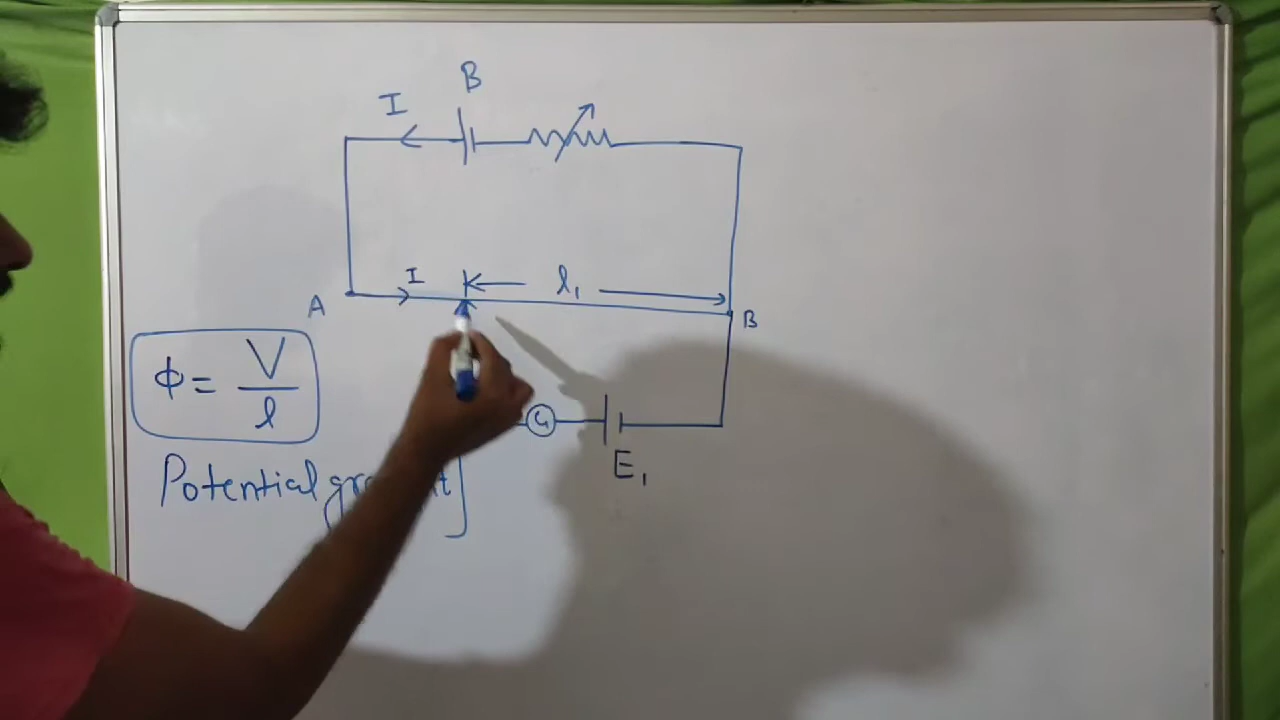 B
I
I
l₁
A
B
ϕ = V/l
G
E₁
Potential